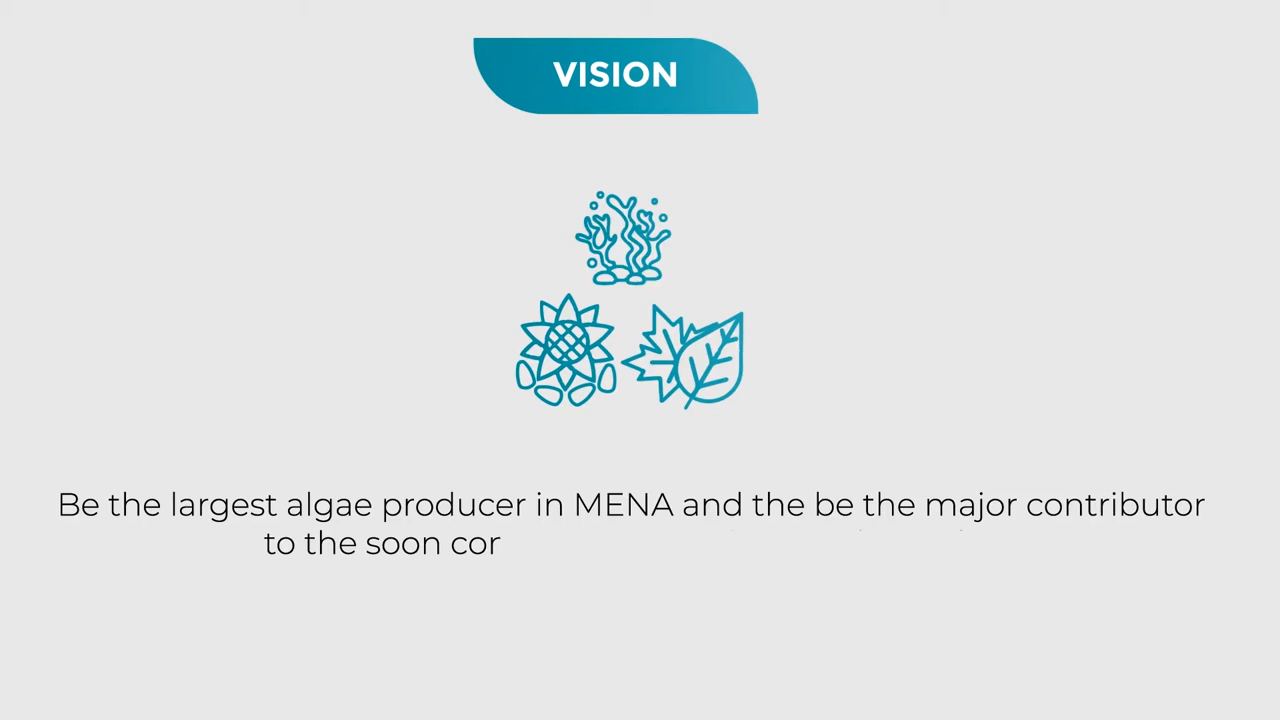 VISION
Be the largest algae producer in MENA and the be the major contributor
to the soon cor